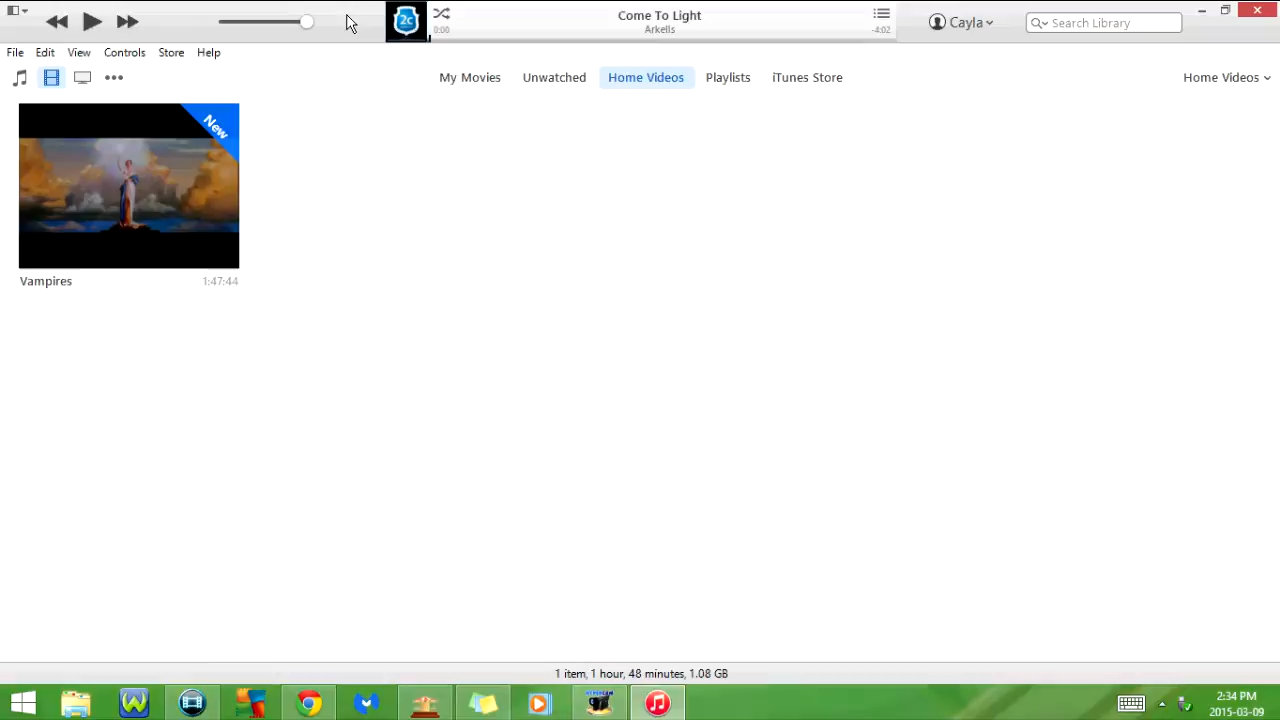 2c
Come To Light
Arkells
0:00
-4:02
Cayla
Search Library
File Edit View Controls Store Help
My Movies Unwatched Home Videos Playlists iTunes Store
Home Videos
New
Vampires 1:47:44
1 item, 1 hour, 48 minutes, 1.08 GB
W
2:34 PM
2015-03-09